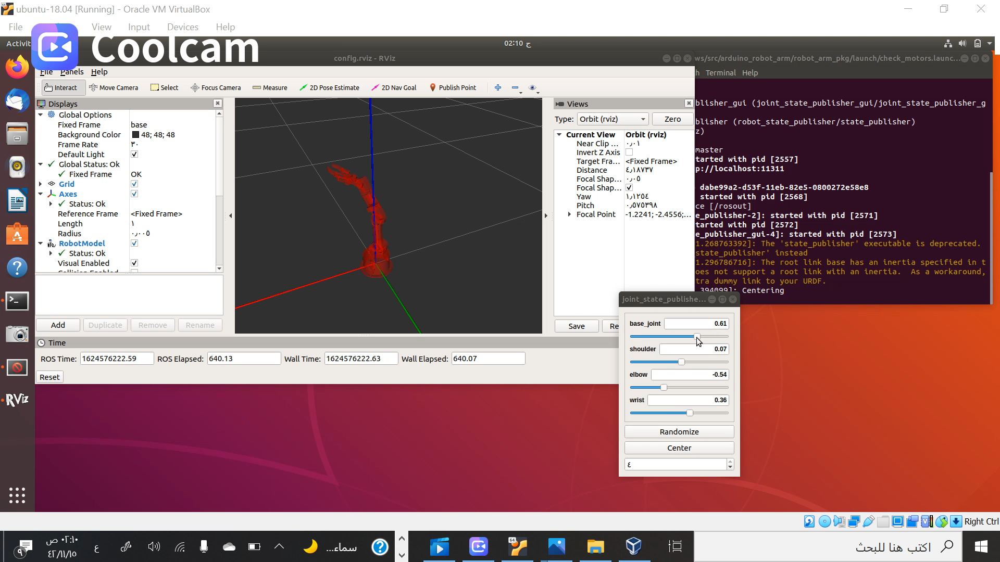 ubuntu-18.04 [Running] - Oracle VM VirtualBox
File
View
Input
Devices
Help
Coolcam
Activit
02:10 ج
config.rviz - RViz
ws/src/arduino_robot_arm/robot_arm_pkg/launch/check_motors.launc...
File Panels Help
h Terminal Help
Interact Move Camera Select Focus Camera Measure 2D Pose Estimate 2D Nav Goal Publish Point
Displays
Global Options
Fixed Frame base
Background Color 48; 48; 48
Frame Rate ٣٠
Default Light
Global Status: Ok
Fixed Frame OK
Grid
Axes
Status: Ok
Reference Frame <Fixed Frame>
Length ١
Radius ٠٫٠٠٥
RobotModel
Status: Ok
Visual Enabled
Add Duplicate Remove Rename
Views
Type: Orbit (rviz) Zero
Current View Orbit (rviz)
Near Clip ... ٠٫٠١
Invert Z Axis
Target Fra... <Fixed Frame>
Distance ٤٫١٨٧٣٧
Focal Shap... ٠٫٠٥
Focal Shap...
Yaw ١٫١٢٥٤
Pitch ٠٫٥٧٥٣٩٨
Focal Point -1.2241; -2.4556;...
Save Re
blisher_gui (joint_state_publisher_gui/joint_state_publisher_g
blisher (robot_state_publisher/state_publisher)
z)
master
tarted with pid [2557]
p://localhost:11311
dabe99a2-d53f-11eb-82e5-0800272e58e8
started with pid [2568]
ce [/rosout]
e_publisher-2]: started with pid [2571]
tarted with pid [2572]
e_publisher_gui-4]: started with pid [2573]
1.268763392]: The 'state_publisher' executable is deprecated.
state_publisher' instead
1.296786716]: The root link base has an inertia specified in t
oes not support a root link with an inertia.  As a workaround,
tra dummy link to your URDF.
394099]: Centering
joint_state_publishe...
base_joint 0.61
shoulder 0.07
elbow -0.54
wrist 0.36
Randomize
Center
٤
Time
ROS Time: 1624576222.59 ROS Elapsed: 640.13 Wall Time: 1624576222.63 Wall Elapsed: 640.07
Reset
RViz
Right Ctrl
٠٢:١٠ ص
٤٢/١١/١٥
٩
ع
سماء...
64
اكتب هنا للبحث